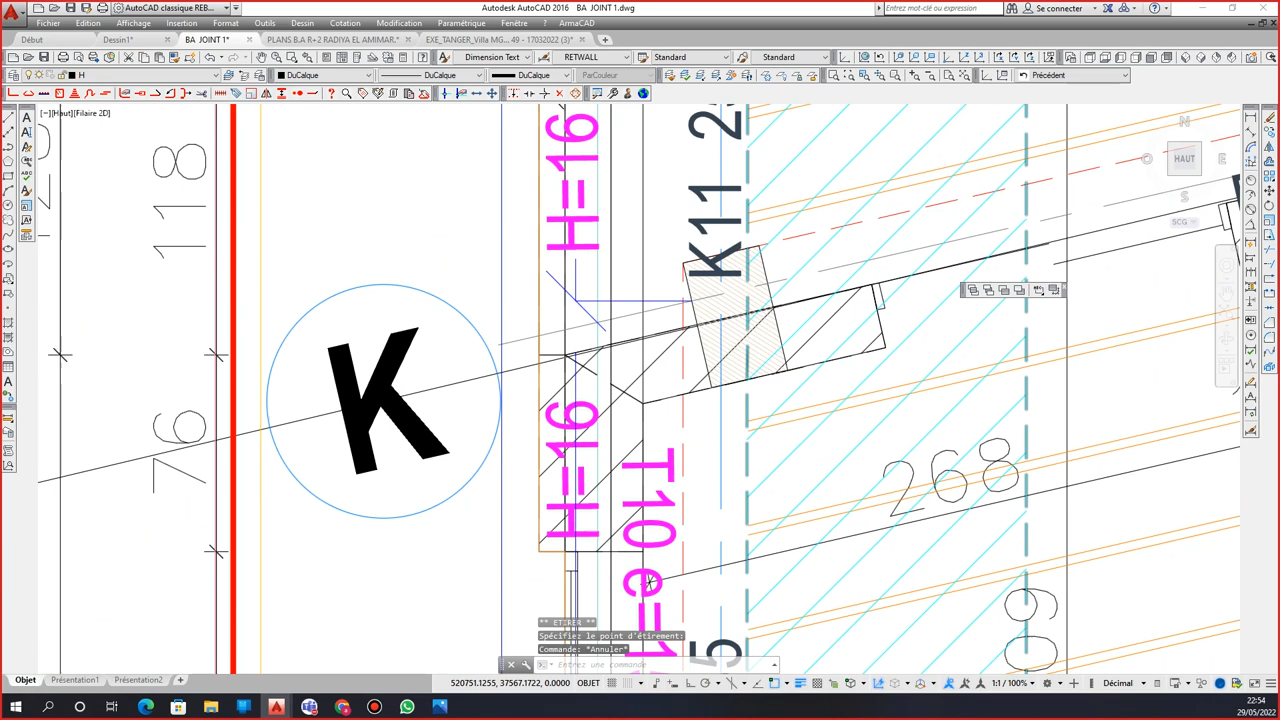 AutoCAD classique REB...
Autodesk AutoCAD 2016 BA JOINT 1.dwg
Entrez mot-clé ou expression
Se connecter
Fichier Edition Affichage Insertion Format Outils Dessin Cotation Modification Paramétrique Fenêtre ? ArmaCAD
Début Dessin1* BA JOINT 1* PLANS B.A R+2 RADIYA EL AMIMAR.* EXE_TANGER_Villa MG... 49 - 17032022 (3)*
Dimension Text RETWALL Standard Standard
H DuCalque DuCalque DuCalque ParCouleur Précédent
[−][Haut][Filaire 2D]
N
HAUT
E
S
O
SCG
118
76
K
H=16
H=16
K11
T10 e=1
268
5
** ETIRER **
Spécifiez le point d'étirement:
Commande: *Annuler*
Entrez une commande
Objet Présentation1 Présentation2
520751.1255, 37567.1722, 0.0000 OBJET
1:1 / 100%
Décimal
22:54
29/05/2022